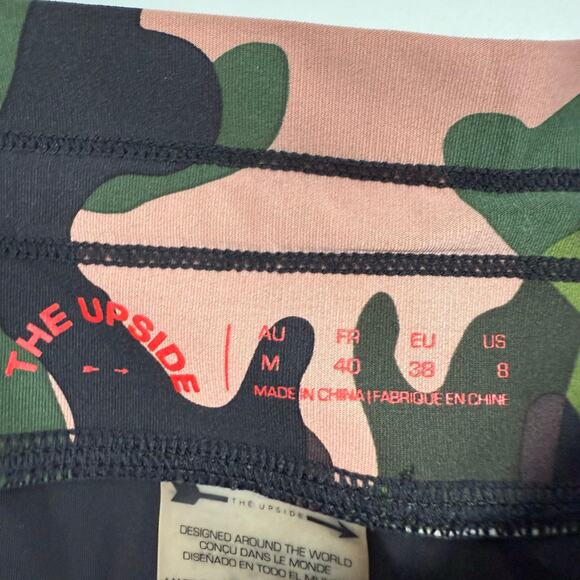 THE UPSIDE
AU FR EU US
M 40 38 8
MADE IN CHINA | FABRIQUE EN CHINE
THE UPSIDE
DESIGNED AROUND THE WORLD
CONÇU DANS LE MONDE
DISEÑADO EN TODO EL